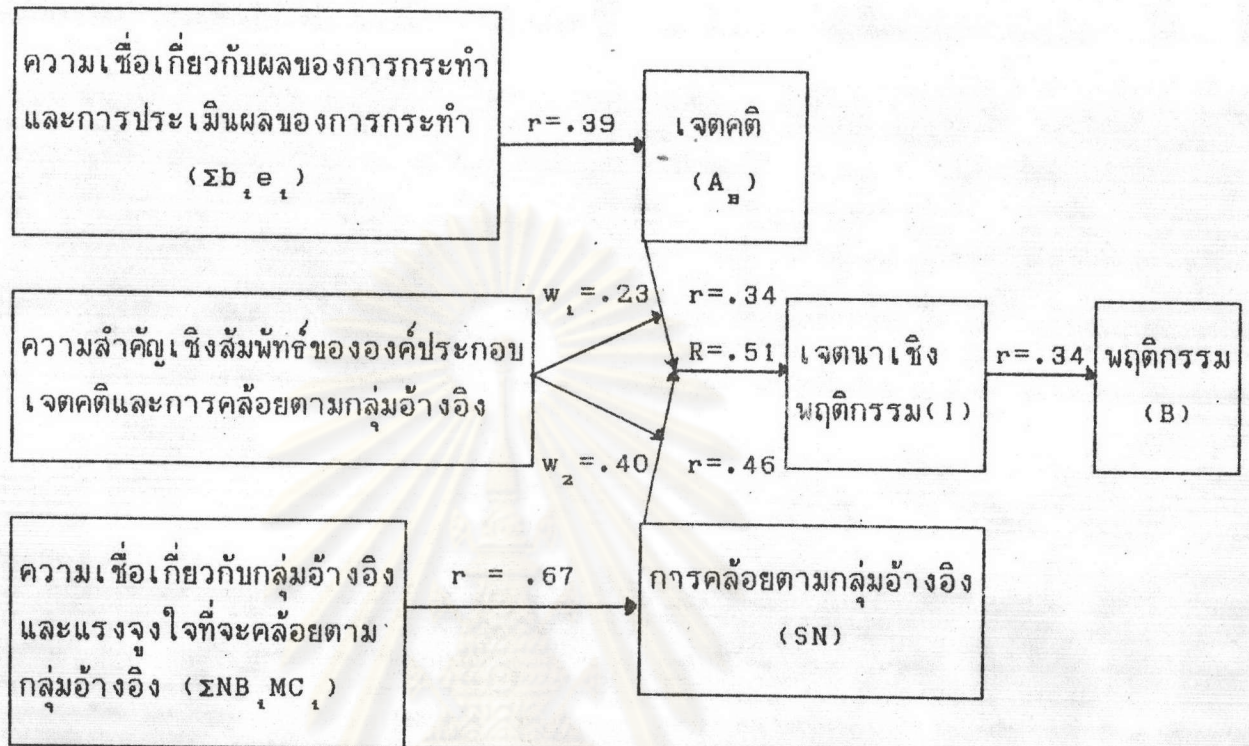 ความเชื่อเกี่ยวกับผลของการกระทำ
และการประเมินผลของการกระทำ
(Σbᵢeᵢ)
r=.39
เจตคติ
(A_B)
ความสำคัญเชิงสัมพัทธ์ขององค์ประกอบ
เจตคติและการคล้อยตามกลุ่มอ้างอิง
w₁=.23
r=.34
R=.51
w₂=.40
r=.46
เจตนาเชิง
พฤติกรรม(I)
r=.34
พฤติกรรม
(B)
ความเชื่อเกี่ยวกับกลุ่มอ้างอิง
และแรงจูงใจที่จะคล้อยตาม
กลุ่มอ้างอิง (ΣNBᵢMCᵢ)
r = .67
การคล้อยตามกลุ่มอ้างอิง
(SN)